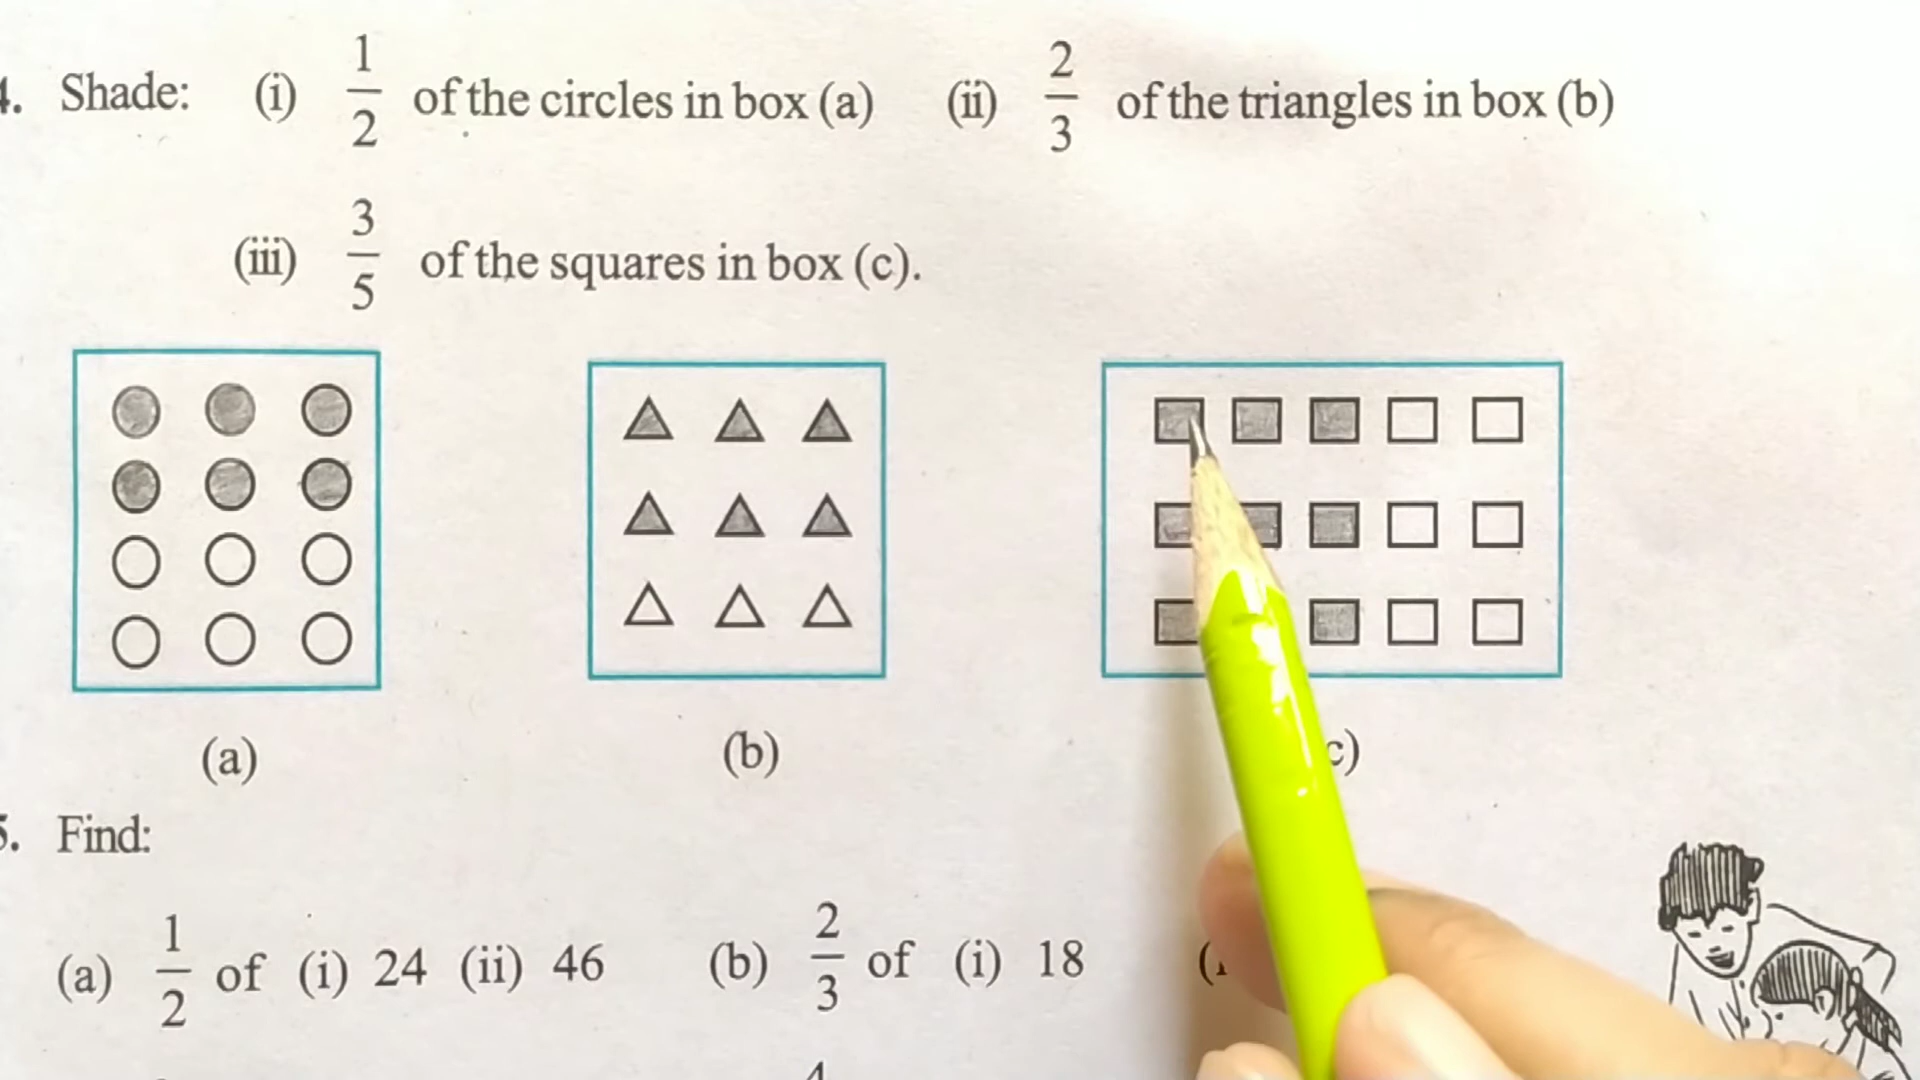 4. Shade: (i) 1/2 of the circles in box (a) (ii) 2/3 of the triangles in box (b)
(iii) 3/5 of the squares in box (c).
(a) (b) c)
5. Find:
(a) 1/2 of (i) 24 (ii) 46 (b) 2/3 of (i) 18